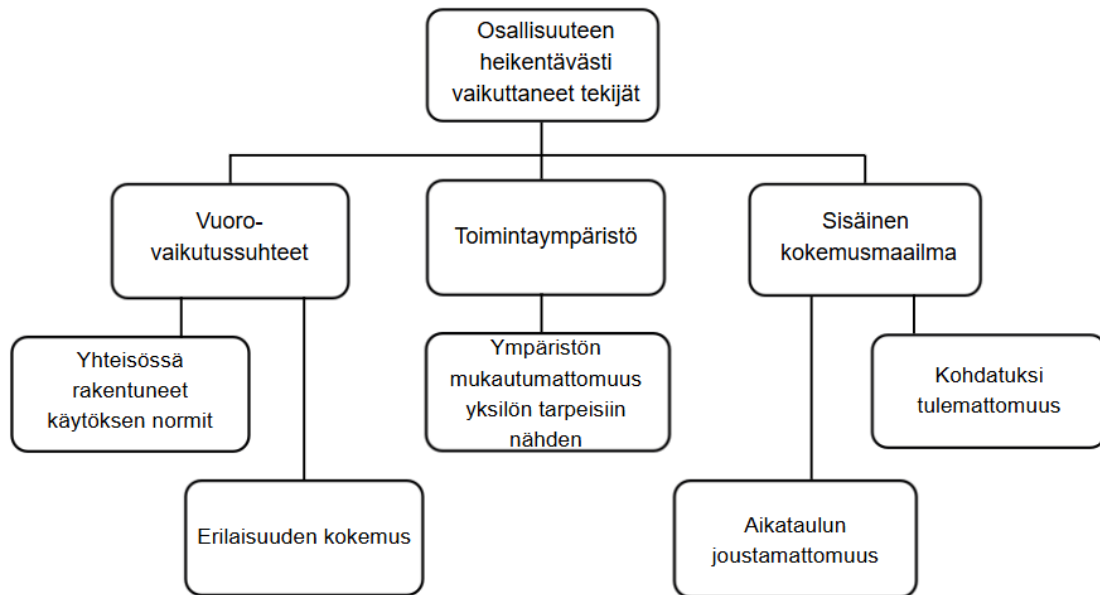 Osallisuuteen
heikentävästi
vaikuttaneet tekijät
Vuoro-
vaikutussuhteet
Toimintaympäristö
Sisäinen
kokemusmaailma
Yhteisössä
rakentuneet
käytöksen normit
Ympäristön
mukautumattomuus
yksilön tarpeisiin
nähden
Kohdatuksi
tulemattomuus
Erilaisuuden kokemus
Aikataulun
joustamattomuus